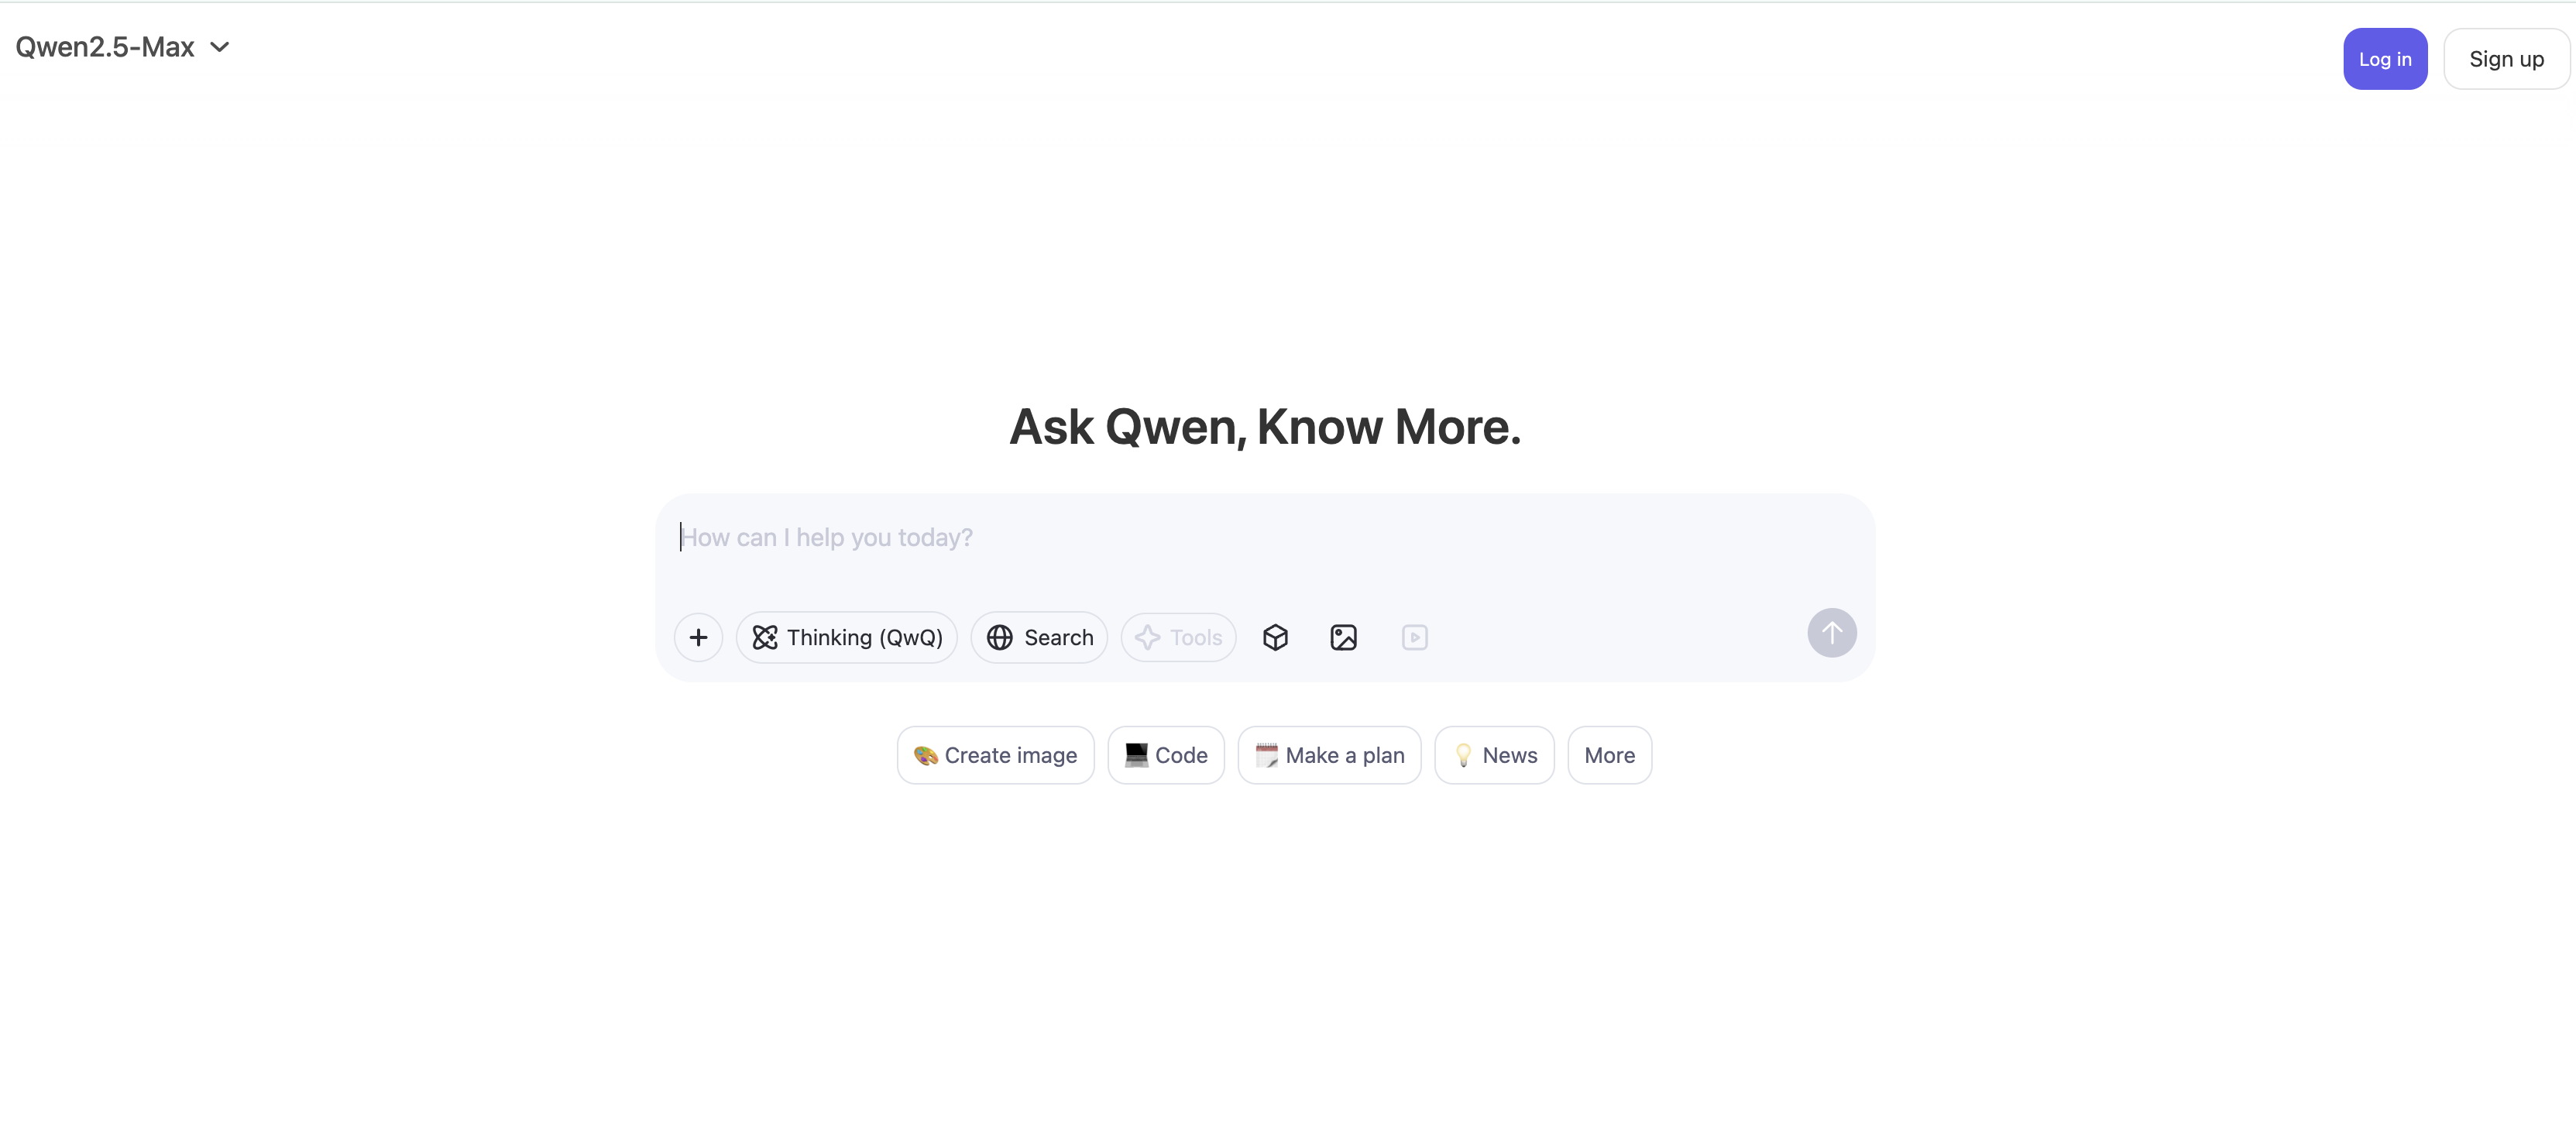 Qwen2.5-Max
Log in
Sign up
Ask Qwen, Know More.
How can I help you today?
Thinking (QwQ)
Search
Tools
Create image
Code
Make a plan
News
More